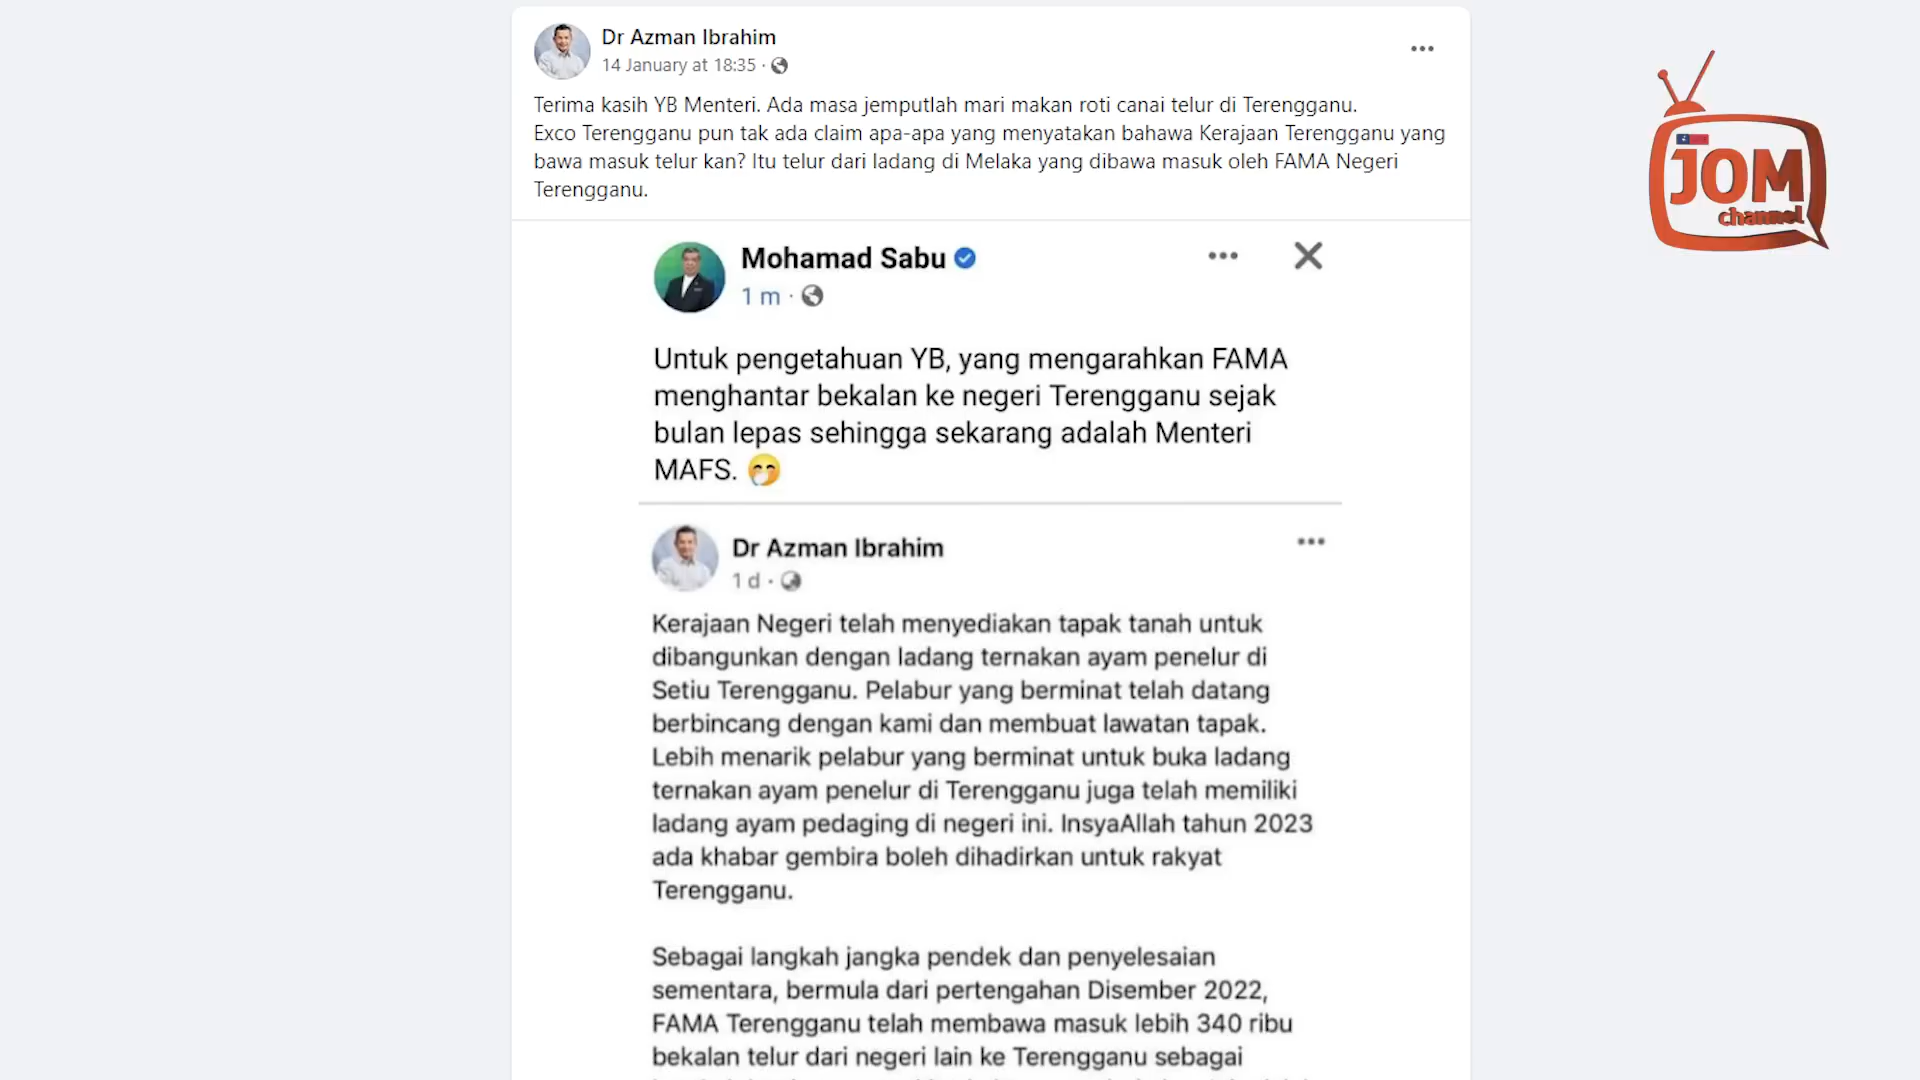 Dr Azman Ibrahim
14 January at 18:35 ·
Terima kasih YB Menteri. Ada masa jemputlah mari makan roti canai telur di Terengganu.
Exco Terengganu pun tak ada claim apa-apa yang menyatakan bahawa Kerajaan Terengganu yang
bawa masuk telur kan? Itu telur dari ladang di Melaka yang dibawa masuk oleh FAMA Negeri
Terengganu.
JOM
channel
Mohamad Sabu
1 m ·
Untuk pengetahuan YB, yang mengarahkan FAMA
menghantar bekalan ke negeri Terengganu sejak
bulan lepas sehingga sekarang adalah Menteri
MAFS. 🤭
Dr Azman Ibrahim
1 d ·
Kerajaan Negeri telah menyediakan tapak tanah untuk
dibangunkan dengan ladang ternakan ayam penelur di
Setiu Terengganu. Pelabur yang berminat telah datang
berbincang dengan kami dan membuat lawatan tapak.
Lebih menarik pelabur yang berminat untuk buka ladang
ternakan ayam penelur di Terengganu juga telah memiliki
ladang ayam pedaging di negeri ini. InsyaAllah tahun 2023
ada khabar gembira boleh dihadirkan untuk rakyat
Terengganu.
Sebagai langkah jangka pendek dan penyelesaian
sementara, bermula dari pertengahan Disember 2022,
FAMA Terengganu telah membawa masuk lebih 340 ribu
bekalan telur dari negeri lain ke Terengganu sebagai